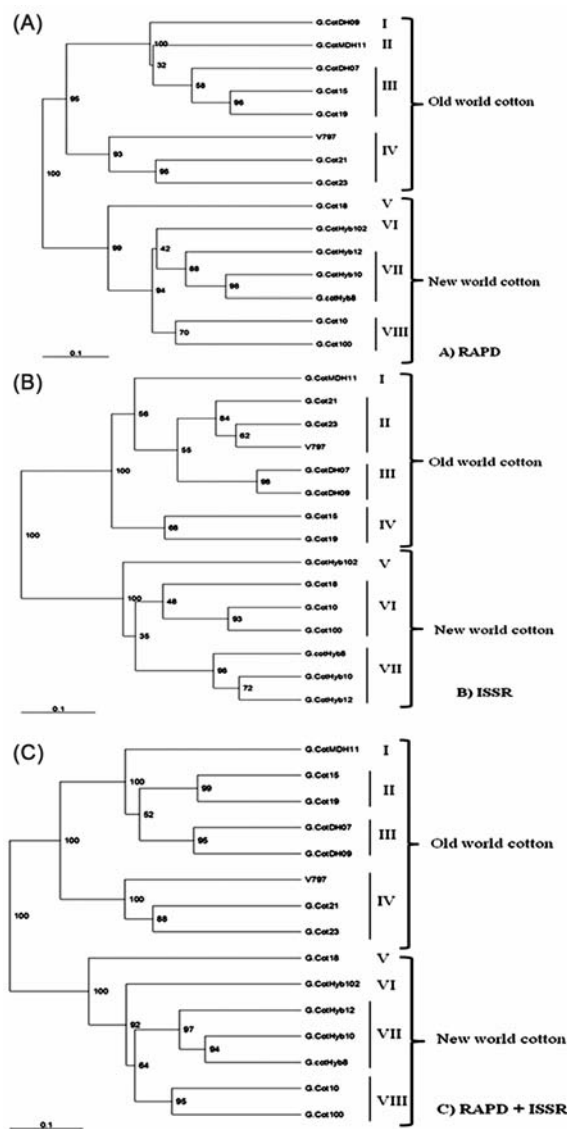 (A)
G.CotDH09 I
100
G.CotMDH11 II
32
G.CotDH07
58
III
G.Cot15
96
G.Cot19
Old world cotton
95
V797
93
IV
G.Cot21
96
G.Cot23
100
G.Cot18 V
99
G.CotHyb102 VI
42
G.CotHyb12
88
VII
G.CotHyb10
96
G.cotHyb8
New world cotton
94
G.Cot10
70
VIII
G.Cot100
0.1
A) RAPD
(B)
G.CotMDH11 I
56
G.Cot21
84
II
G.Cot23
62
V797
55
Old world cotton
G.CotDH07
98
III
G.CotDH09
100
G.Cot15
66
IV
G.Cot19
100
G.CotHyb102 V
100
G.Cot18
48
VI
G.Cot10
93
G.Cot100
New world cotton
35
G.cotHyb8
96
VII
G.CotHyb10
72
G.CotHyb12
0.1
B) ISSR
(C)
G.CotMDH11 I
100
G.Cot15
99
II
G.Cot19
52
G.CotDH07
95
III
G.CotDH09
Old world cotton
100
V797
100
IV
G.Cot21
88
G.Cot23
100
G.Cot18 V
100
G.CotHyb102 VI
92
G.CotHyb12
97
VII
G.CotHyb10
94
G.cotHyb8
New world cotton
64
G.Cot10
95
VIII
G.Cot100
0.1
C) RAPD + ISSR